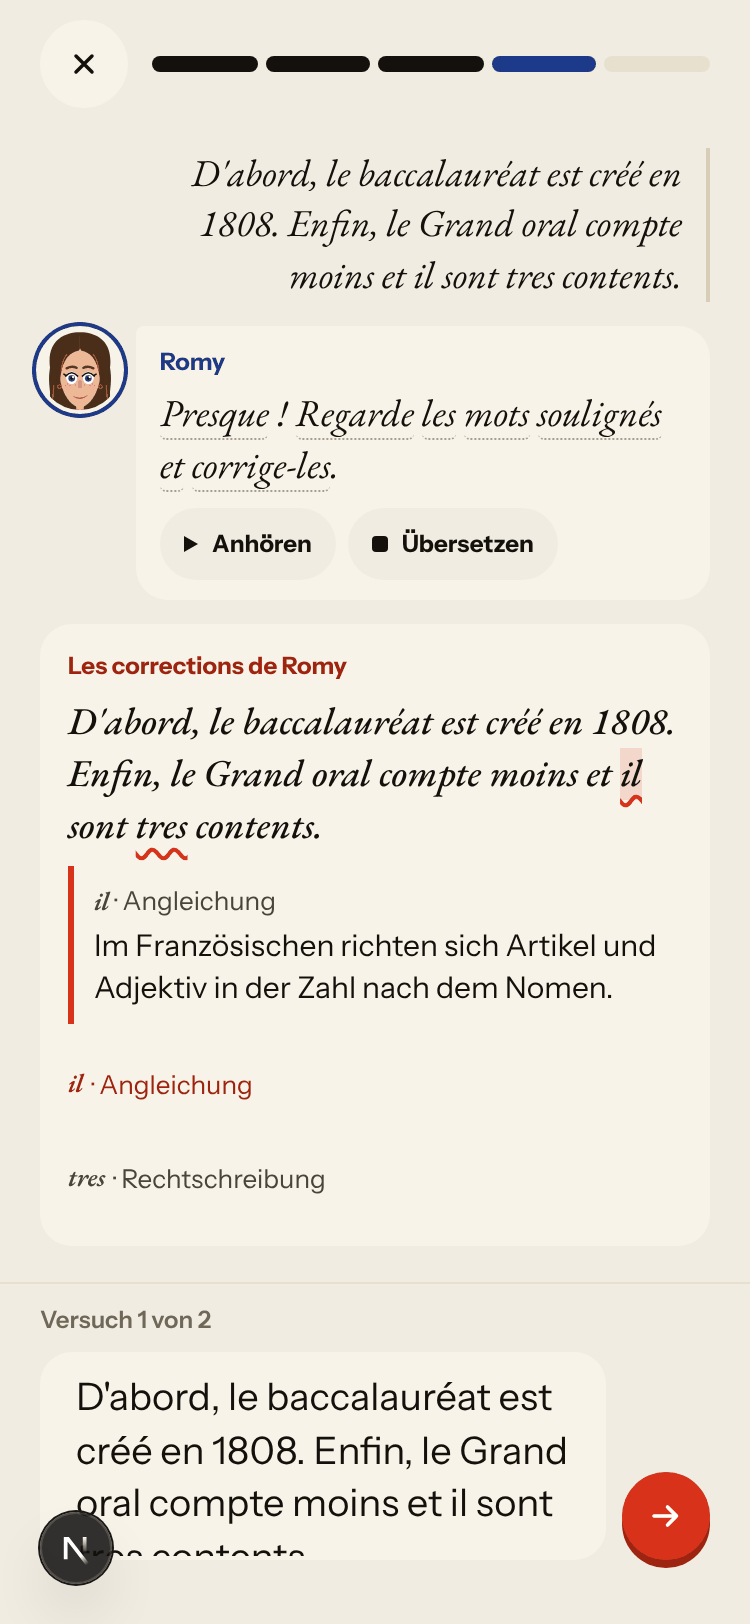 D'abord, le baccalauréat est créé en
1808. Enfin, le Grand oral compte
moins et il sont tres contents.
Romy
Presque ! Regarde les mots soulignés
et corrige-les.
Anhören
Übersetzen
Les corrections de Romy
D'abord, le baccalauréat est créé en 1808.
Enfin, le Grand oral compte moins et il
sont tres contents.
il · Angleichung
Im Französischen richten sich Artikel und
Adjektiv in der Zahl nach dem Nomen.
il · Angleichung
tres · Rechtschreibung
Versuch 1 von 2
D'abord, le baccalauréat est
créé en 1808. Enfin, le Grand
oral compte moins et il sont
tres contents.
N